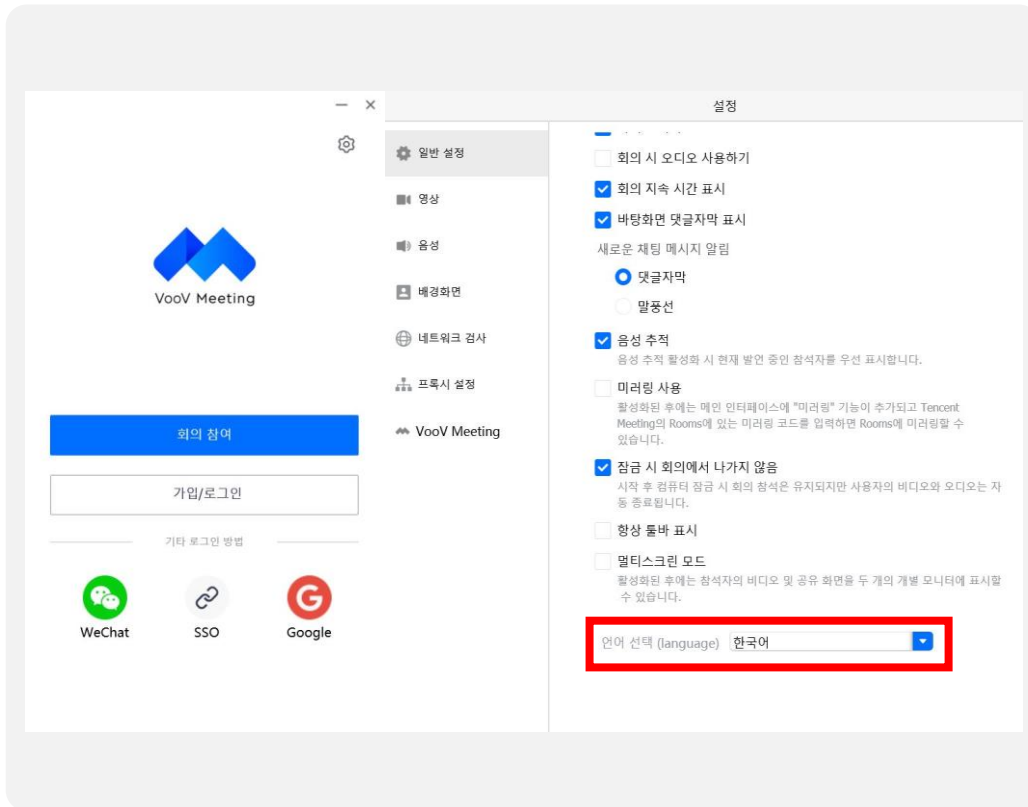 VooV Meeting
회의 참여
가입/로그인
기타 로그인 방법
WeChat
SSO
Google
설정
일반 설정
영상
음성
배경화면
네트워크 검사
프록시 설정
VooV Meeting
회의 시 오디오 사용하기
회의 지속 시간 표시
바탕화면 댓글자막 표시
새로운 채팅 메시지 알림
댓글자막
말풍선
음성 추적
음성 추적 활성화 시 현재 발언 중인 참석자를 우선 표시합니다.
미러링 사용
활성화된 후에는 메인 인터페이스에 "미러링" 기능이 추가되고 Tencent
Meeting의 Rooms에 있는 미러링 코드를 입력하면 Rooms에 미러링할 수
있습니다.
잠금 시 회의에서 나가지 않음
시작 후 컴퓨터 잠금 시 회의 참석은 유지되지만 사용자의 비디오와 오디오는 자
동 종료됩니다.
항상 툴바 표시
멀티스크린 모드
활성화된 후에는 참석자의 비디오 및 공유 화면을 두 개의 개별 모니터에 표시할
수 있습니다.
언어 선택 (language) 한국어